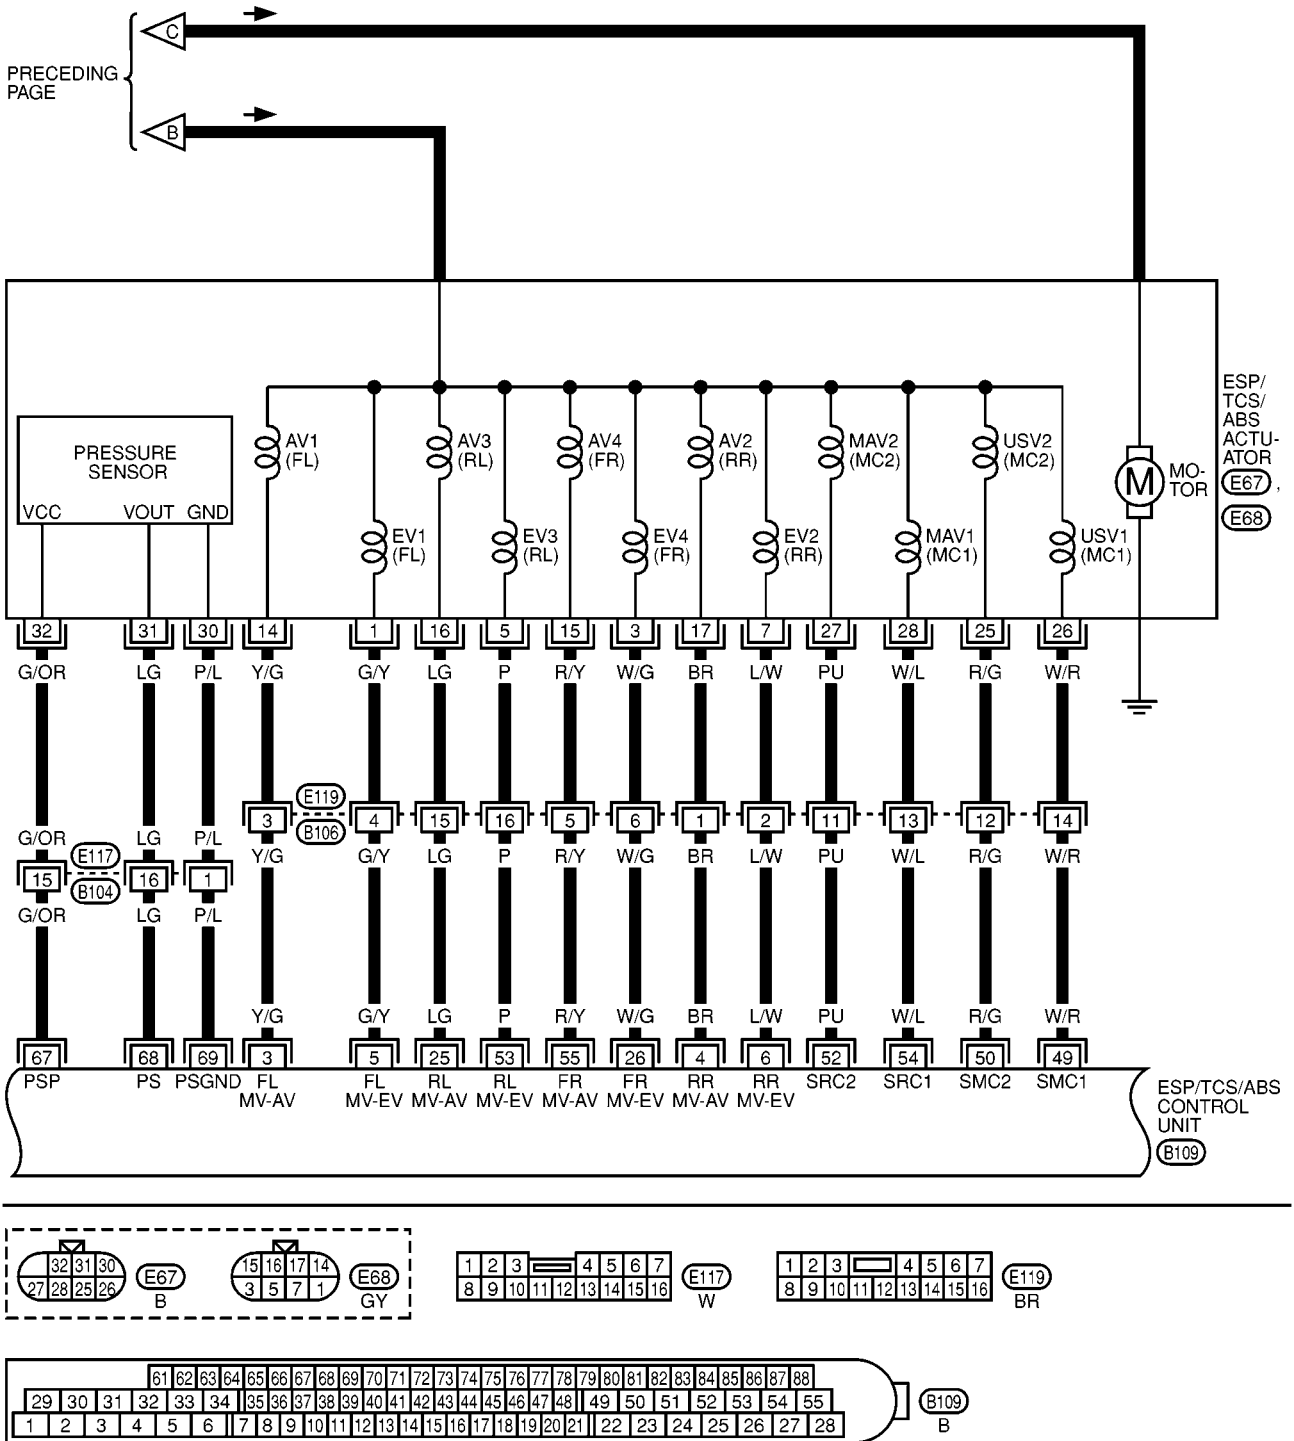 C
PRECEDING
PAGE
B
ESP/
TCS/
ABS
ACTU-
ATOR
E67 ,
E68
PRESSURE
SENSOR
VCC VOUT GND
AV1
(FL)
AV3
(RL)
AV4
(FR)
AV2
(RR)
MAV2
(MC2)
USV2
(MC2)
M
MO-
TOR
EV1
(FL)
EV3
(RL)
EV4
(FR)
EV2
(RR)
MAV1
(MC1)
USV1
(MC1)
32 31 30 14 1 16 5 15 3 17 7 27 28 25 26
G/OR LG P/L Y/G G/Y LG P R/Y W/G BR L/W PU W/L R/G W/R
E119
B106
3 4 15 16 5 6 1 2 11 13 12 14
G/OR LG P/L
Y/G G/Y LG P R/Y W/G BR L/W PU W/L R/G W/R
E117
B104
15 16 1
G/OR LG P/L
Y/G G/Y LG P R/Y W/G BR L/W PU W/L R/G W/R
67 68 69 3 5 25 53 55 26 4 6 52 54 50 49
PSP PS PSGND FL FL RL RL FR FR RR RR SRC2 SRC1 SMC2 SMC1
MV-AV MV-EV MV-AV MV-EV MV-AV MV-EV MV-AV MV-EV
ESP/TCS/ABS
CONTROL
UNIT
B109
32 31 30
27 28 25 26
E67
B
15 16 17 14
3 5 7 1
E68
GY
1 2 3 4 5 6 7
8 9 10 11 12 13 14 15 16
E117
W
1 2 3 4 5 6 7
8 9 10 11 12 13 14 15 16
E119
BR
61 62 63 64 65 66 67 68 69 70 71 72 73 74 75 76 77 78 79 80 81 82 83 84 85 86 87 88
29 30 31 32 33 34 35 36 37 38 39 40 41 42 43 44 45 46 47 48 49 50 51 52 53 54 55
1 2 3 4 5 6 7 8 9 10 11 12 13 14 15 16 17 18 19 20 21 22 23 24 25 26 27 28
B109
B